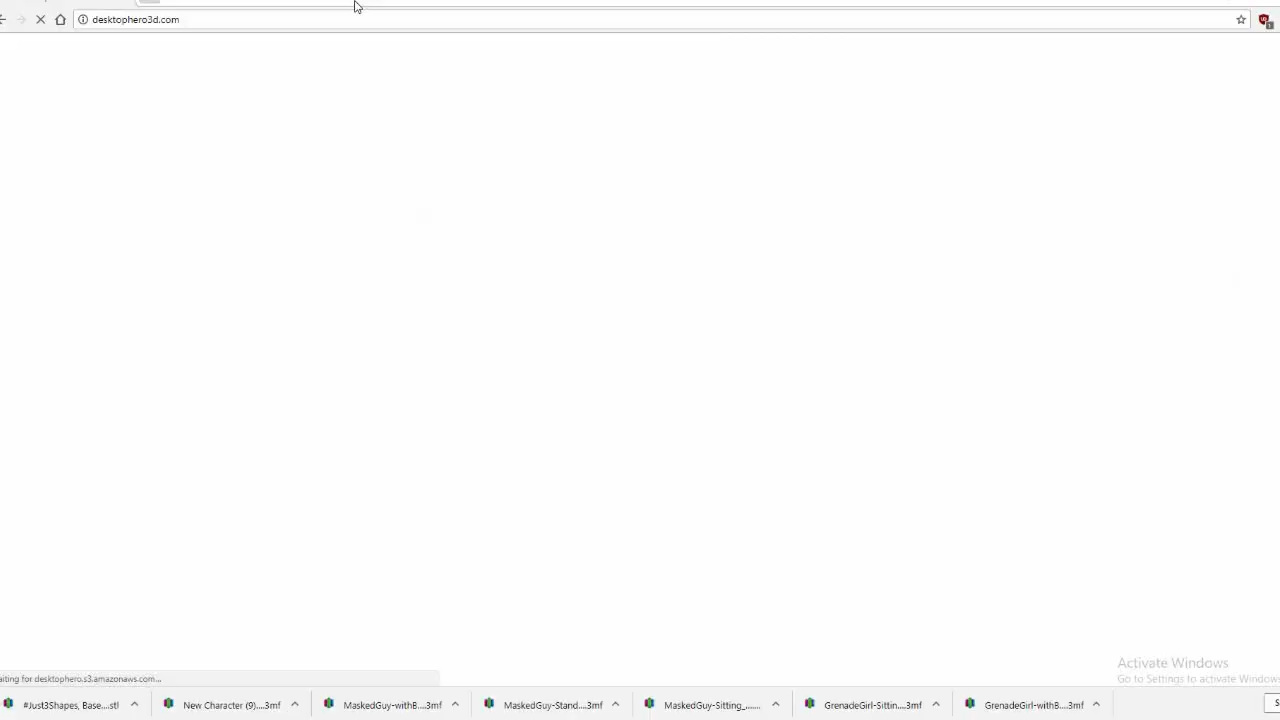 desktophero3d.com
aiting for desktophero.s3.amazonaws.com...
Activate Windows
Go to Settings to activate Windows
#Just3Shapes, Base....stl
New Character (9)....3mf
MaskedGuy-withB....3mf
MaskedGuy-Stand....3mf
MaskedGuy-Sitting_.......
GrenadeGirl-Sittin....3mf
GrenadeGirl-withB....3mf
S